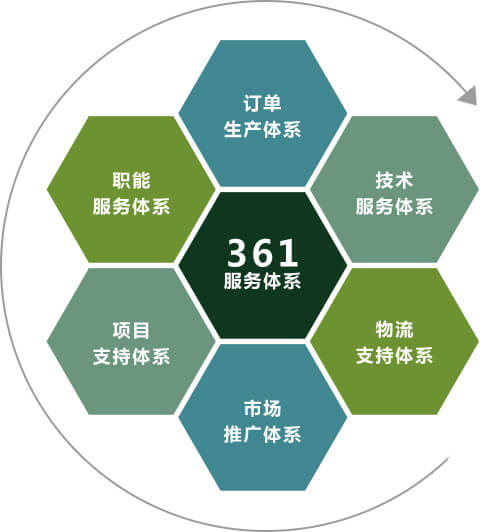 订单
生产体系
职能
服务体系
技术
服务体系
361
服务体系
项目
支持体系
物流
支持体系
市场
推广体系